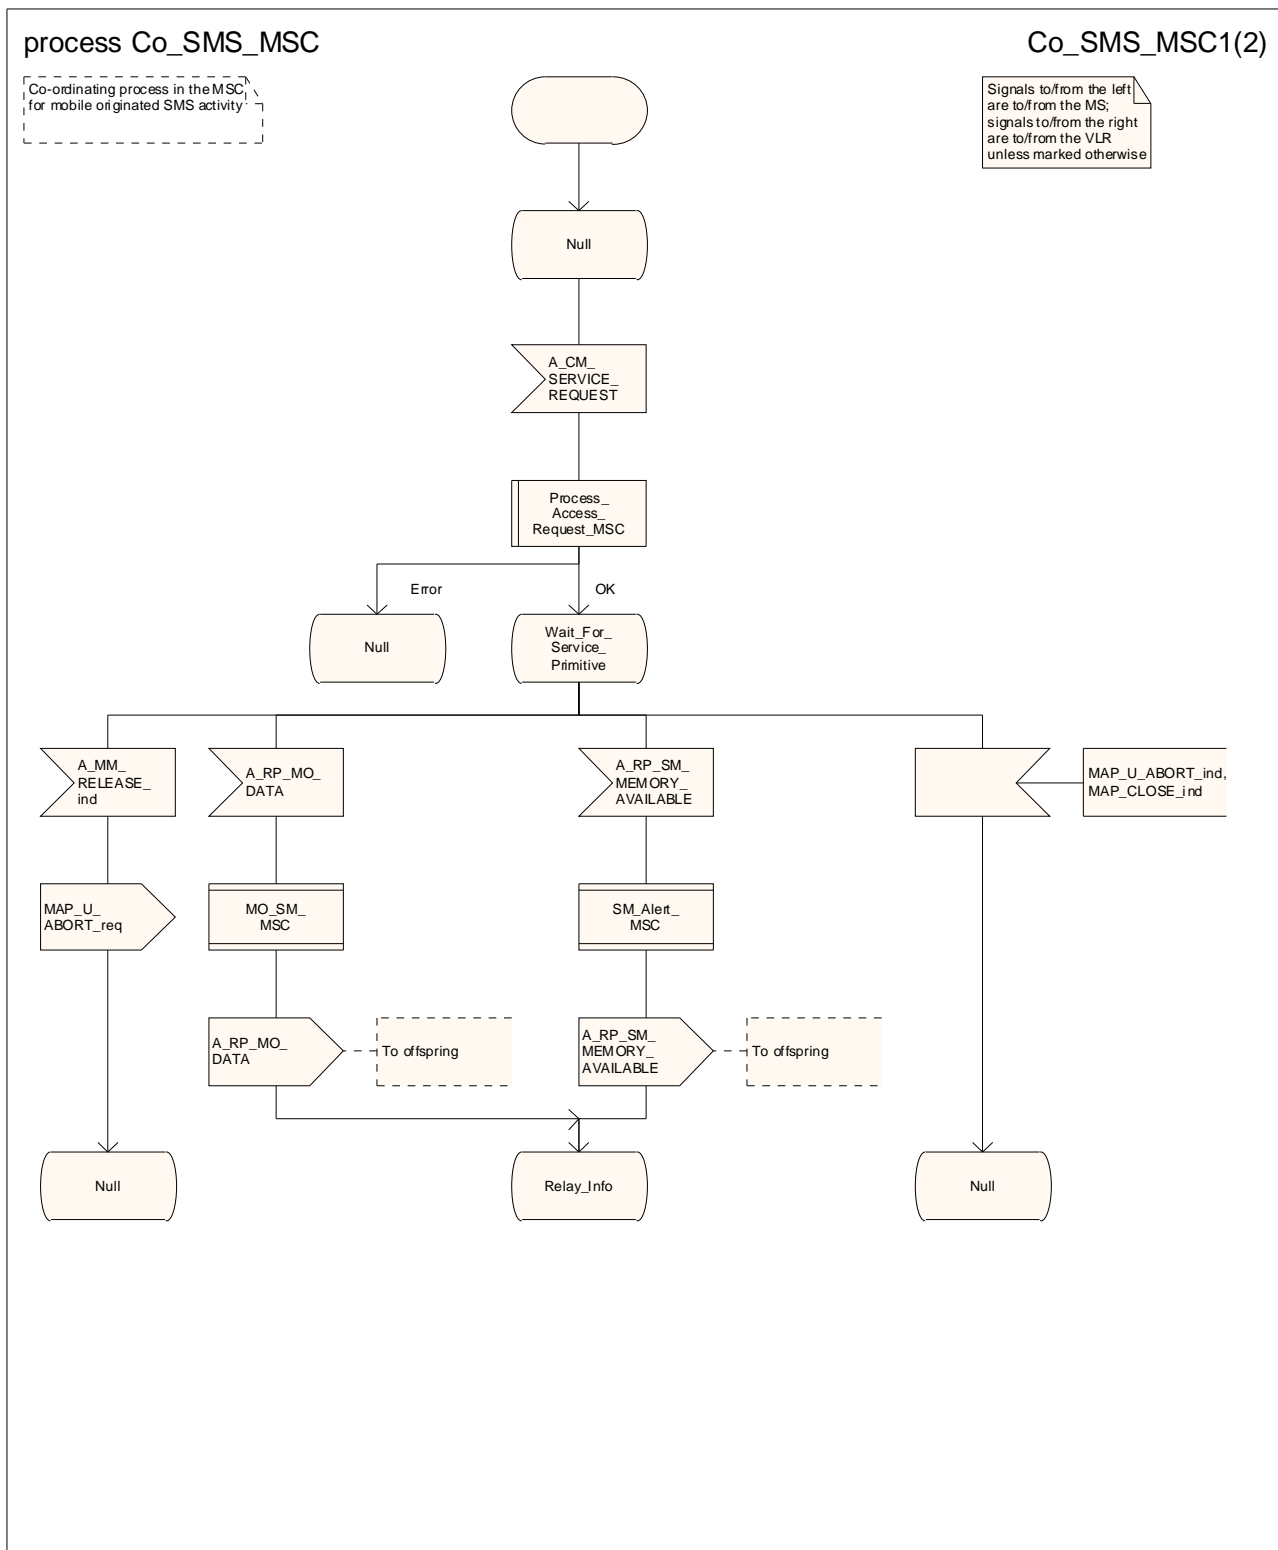 process Co_SMS_MSC
Co_SMS_MSC1(2)
Co-ordinating process in the MSC
for mobile originated SMS activity
Signals to/from the left
are to/from the MS;
signals to/from the right
are to/from the VLR
unless marked otherwise
Null
A_CM_
SERVICE_
REQUEST
Process_
Access_
Request_MSC
Error
OK
Null
Wait_For_
Service_
Primitive
A_MM_
RELEASE_
ind
A_RP_MO_
DATA
A_RP_SM_
MEMORY_
AVAILABLE
MAP_U_ABORT_ind,
MAP_CLOSE_ind
MAP_U_
ABORT_req
MO_SM_
MSC
SM_Alert_
MSC
A_RP_MO_
DATA
To offspring
A_RP_SM_
MEMORY_
AVAILABLE
To offspring
Null
Relay_Info
Null